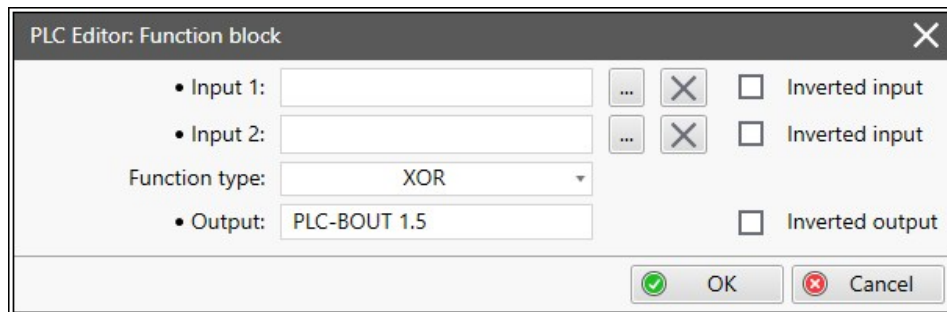 PLC Editor: Function block
• Input 1: ... Inverted input
• Input 2: ... Inverted input
Function type: XOR
• Output: PLC-BOUT 1.5 Inverted output
OK Cancel